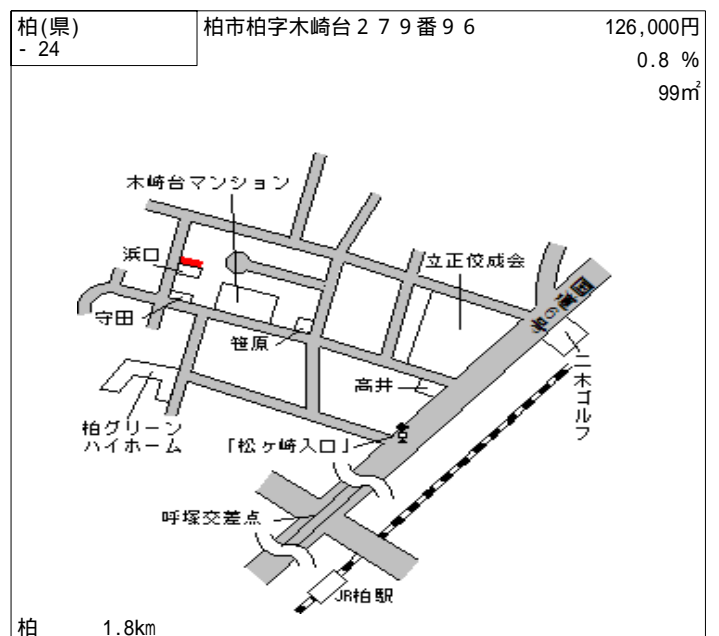 柏(県)
- 24
柏市柏字木崎台２７９番９６
126,000円
0.8 %
99㎡
木崎台マンション
浜口
立正佼成会
国道6号
守田
笹原
高井
二木ゴルフ
柏グリーン
ハイホーム
「松ヶ崎入口」
呼塚交差点
JR柏駅
柏 1.8km